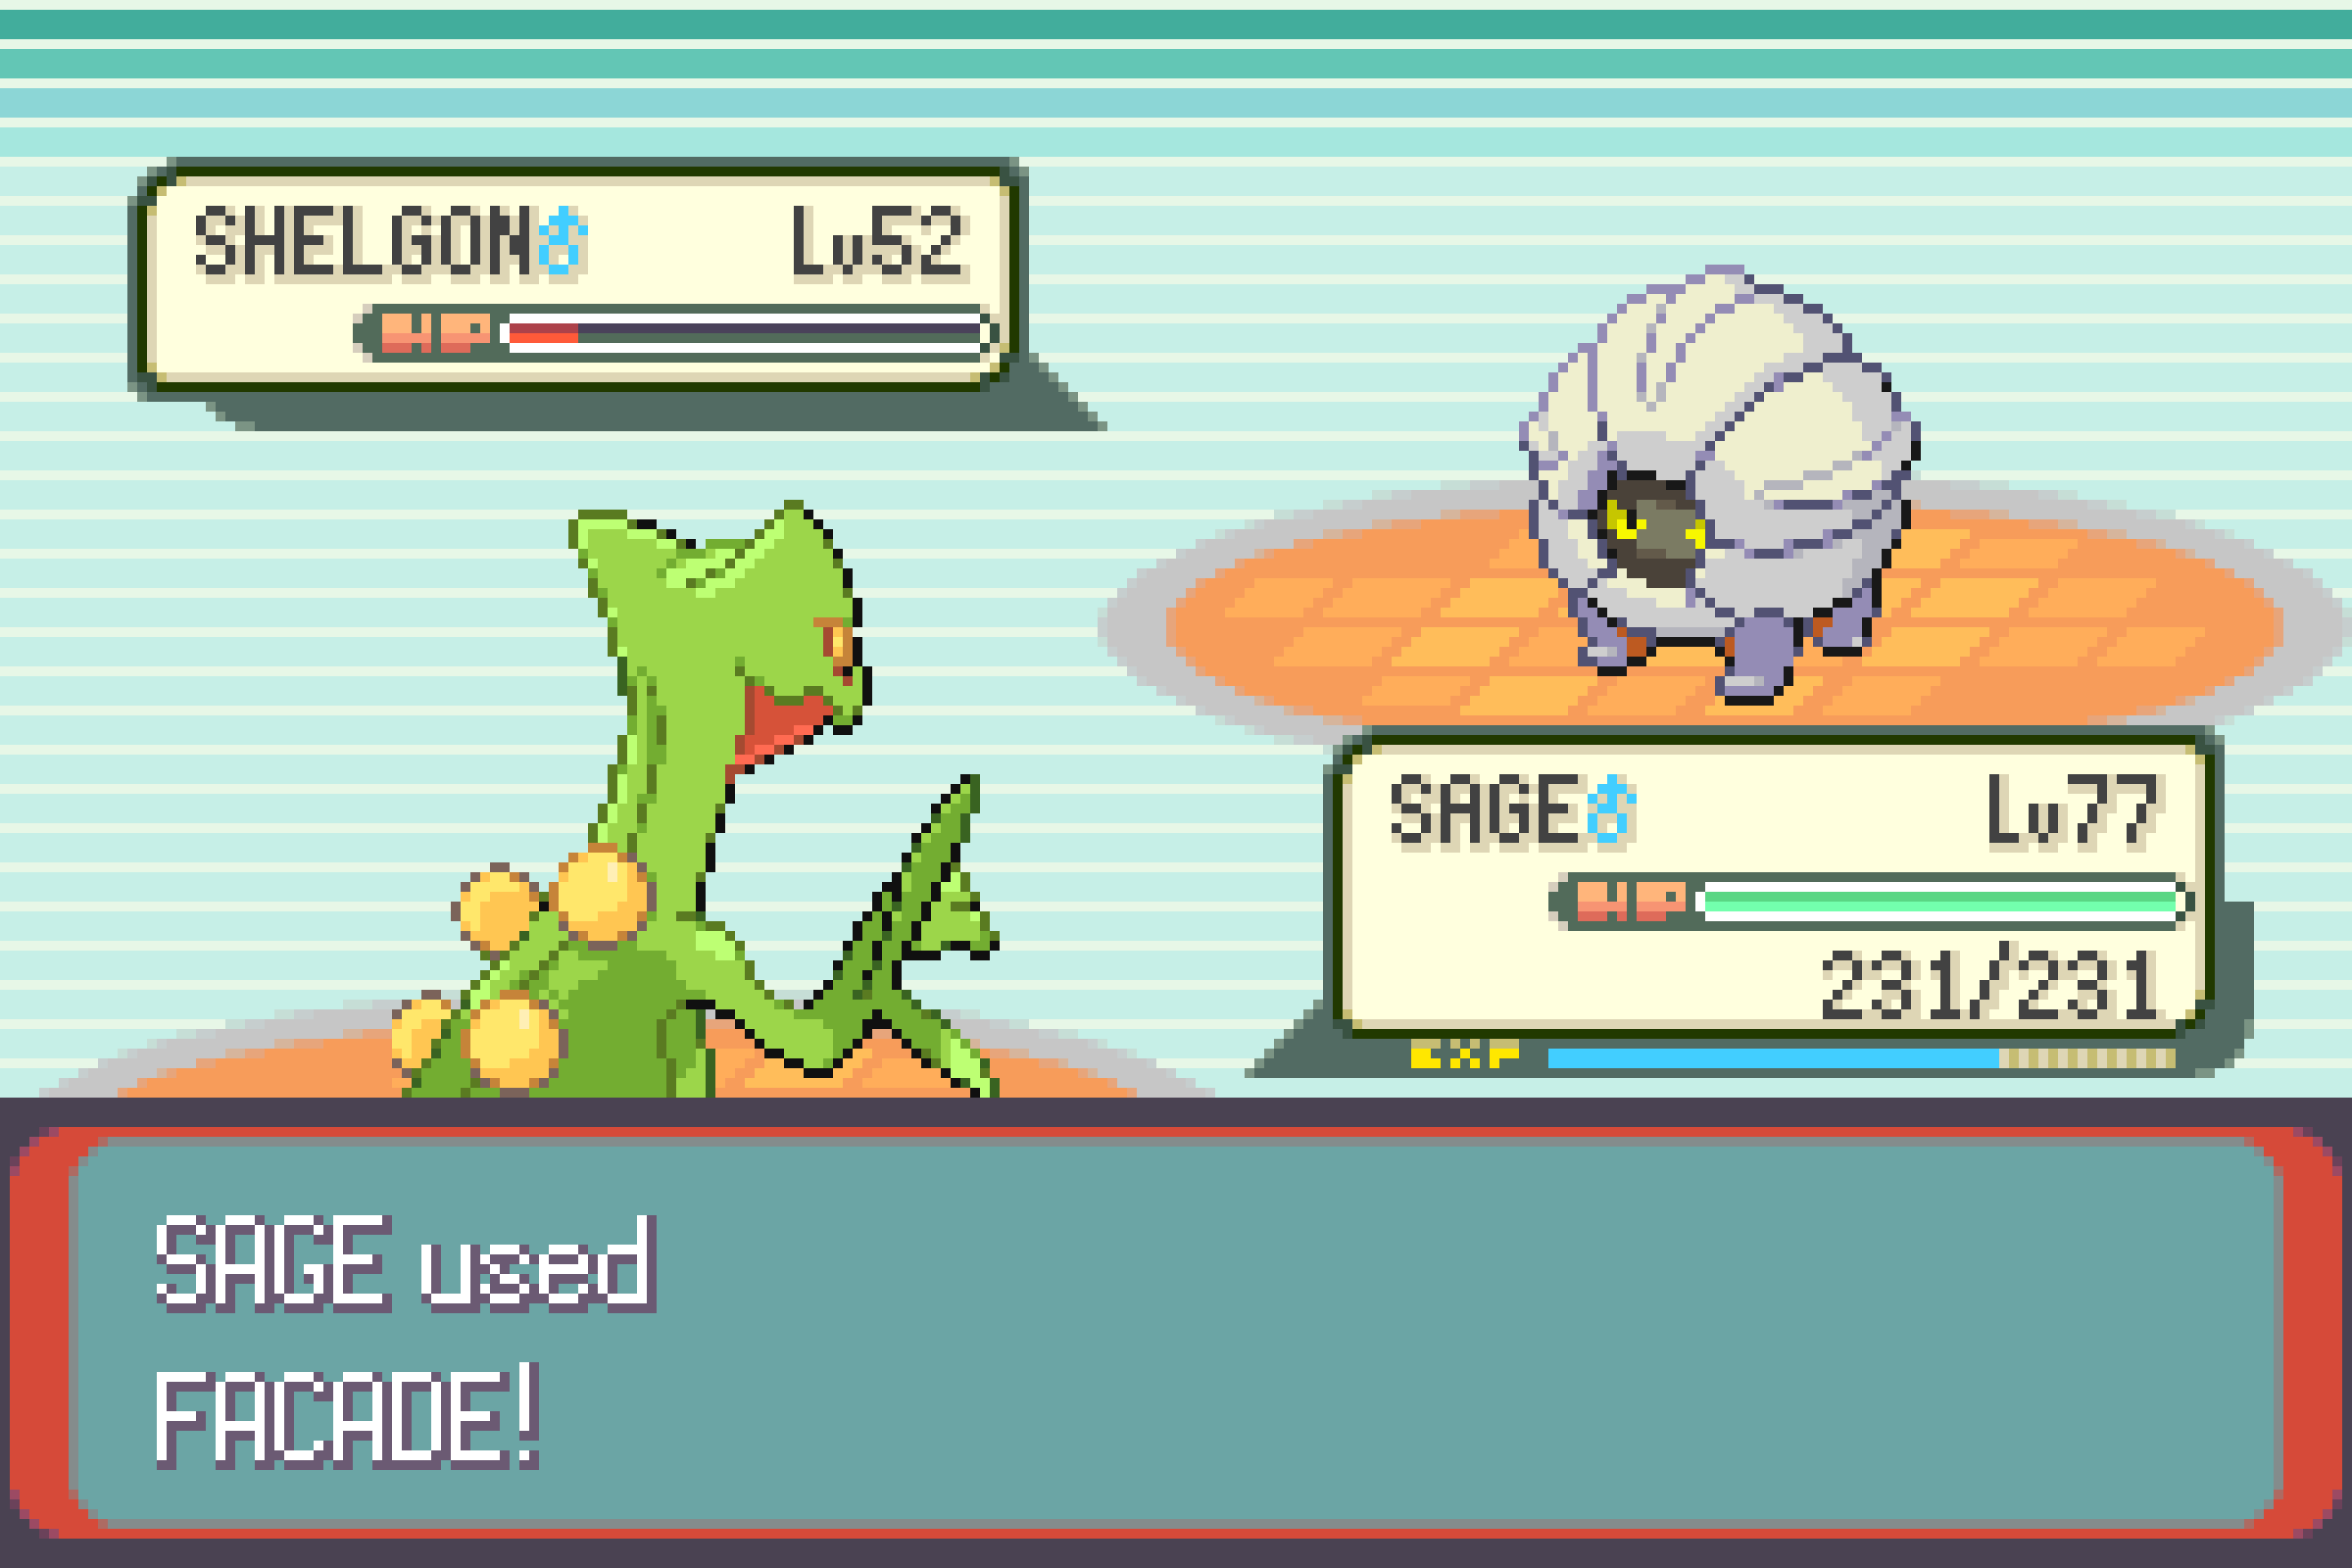 SHELGON♂ Lv52
HP
SAGE♂ Lv77
HP
231/231
EXP
SAGE used
FACADE!